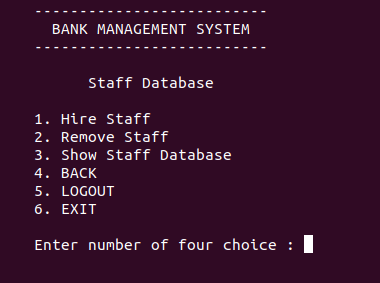 --------------------------
BANK MANAGEMENT SYSTEM
--------------------------
Staff Database
1. Hire Staff
2. Remove Staff
3. Show Staff Database
4. BACK
5. LOGOUT
6. EXIT
Enter number of four choice :